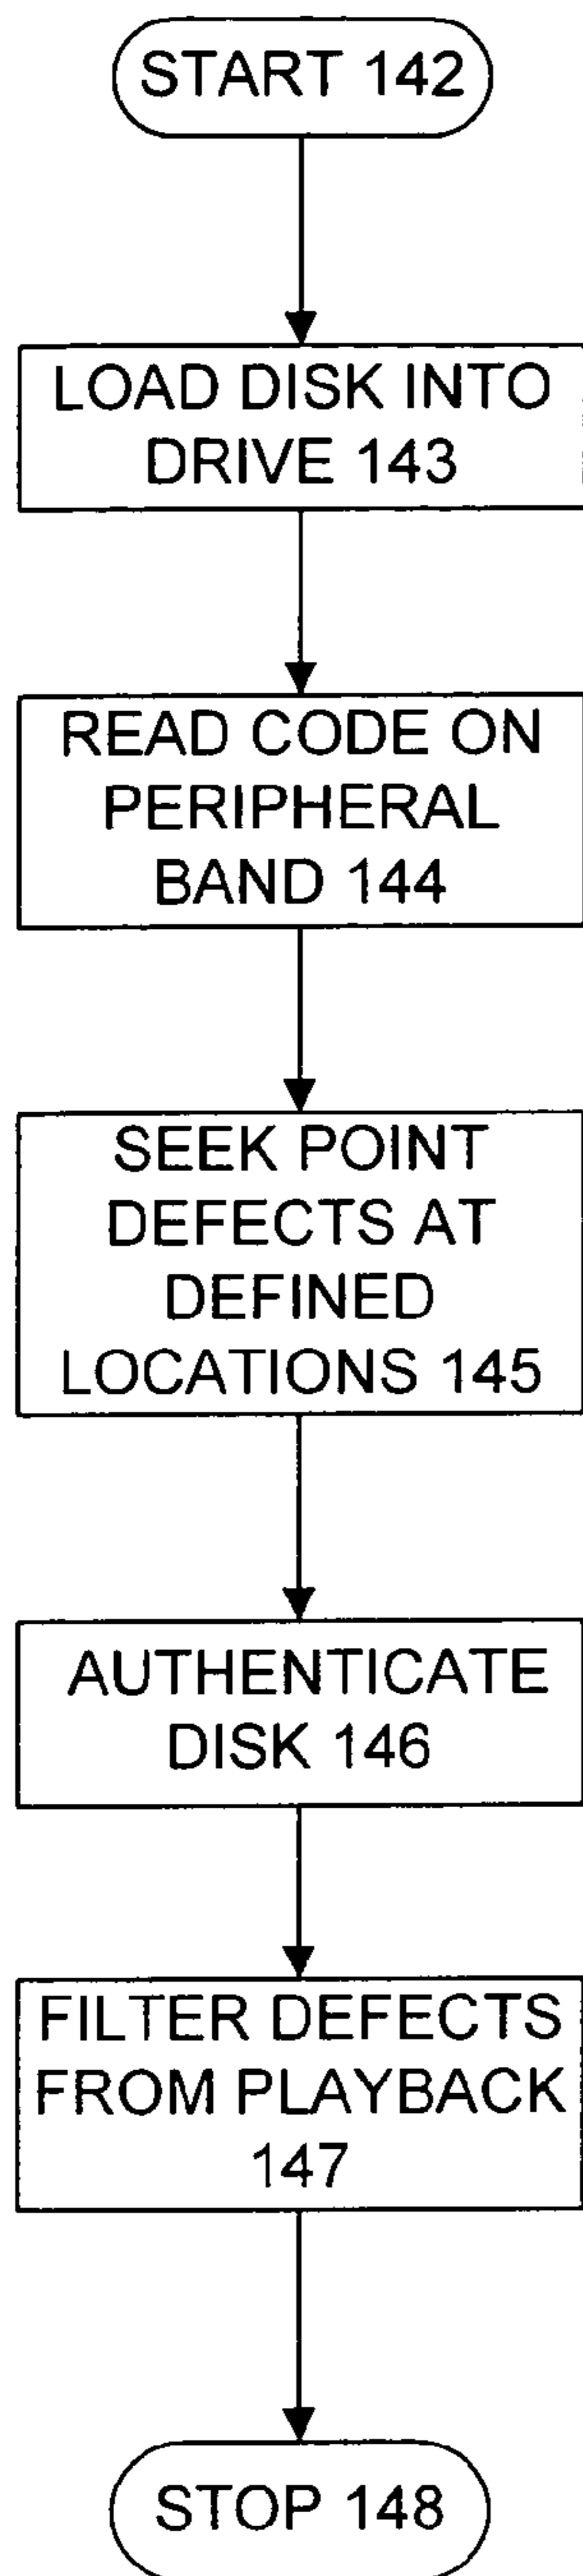 START 142
LOAD DISK INTO
DRIVE 143
READ CODE ON
PERIPHERAL
BAND 144
SEEK POINT
DEFECTS AT
DEFINED
LOCATIONS 145
AUTHENTICATE
DISK 146
FILTER DEFECTS
FROM PLAYBACK
147
STOP 148